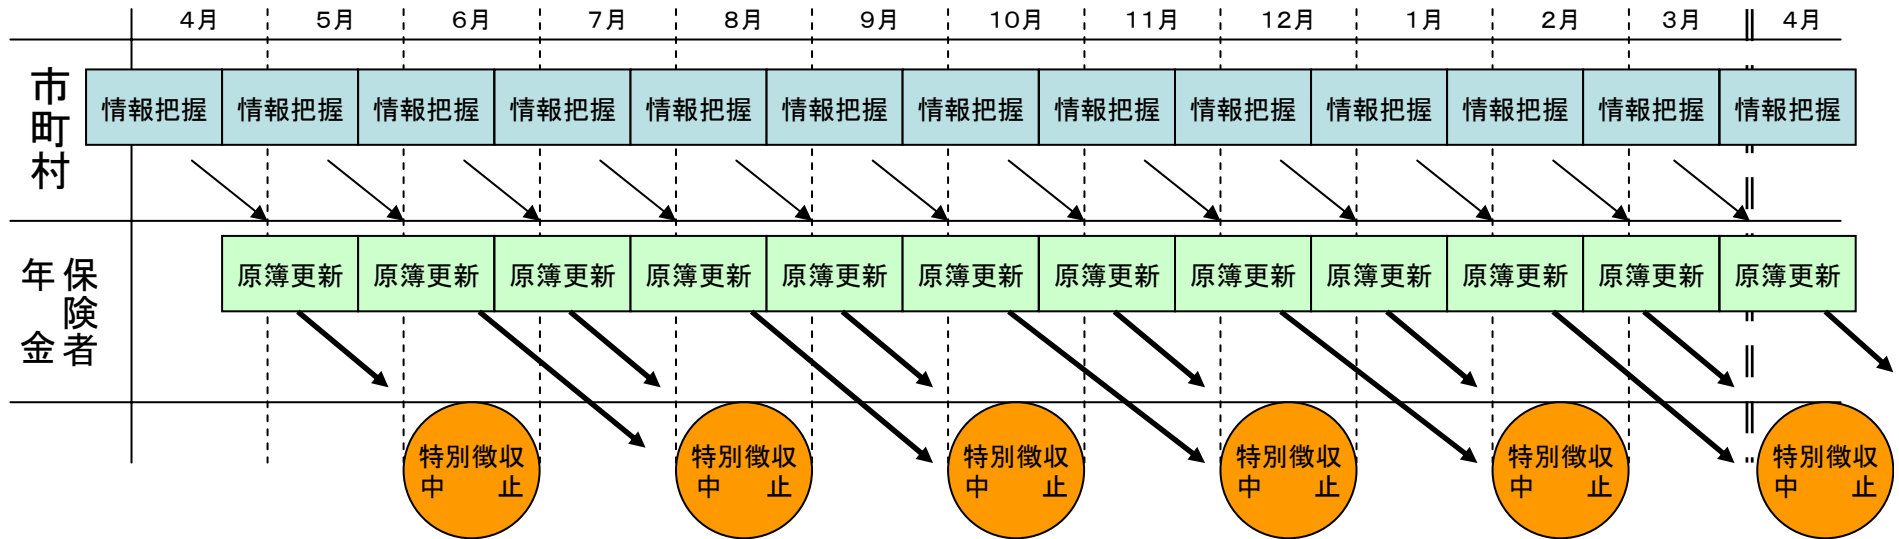 4月 5月 6月 7月 8月 9月 10月 11月 12月 1月 2月 3月 4月
市町村
情報把握 情報把握 情報把握 情報把握 情報把握 情報把握 情報把握 情報把握 情報把握 情報把握 情報把握 情報把握 情報把握
年金
保険者
原簿更新 原簿更新 原簿更新 原簿更新 原簿更新 原簿更新 原簿更新 原簿更新 原簿更新 原簿更新 原簿更新 原簿更新
特別徴収 特別徴収 特別徴収 特別徴収 特別徴収 特別徴収
中 止 中 止 中 止 中 止 中 止 中 止